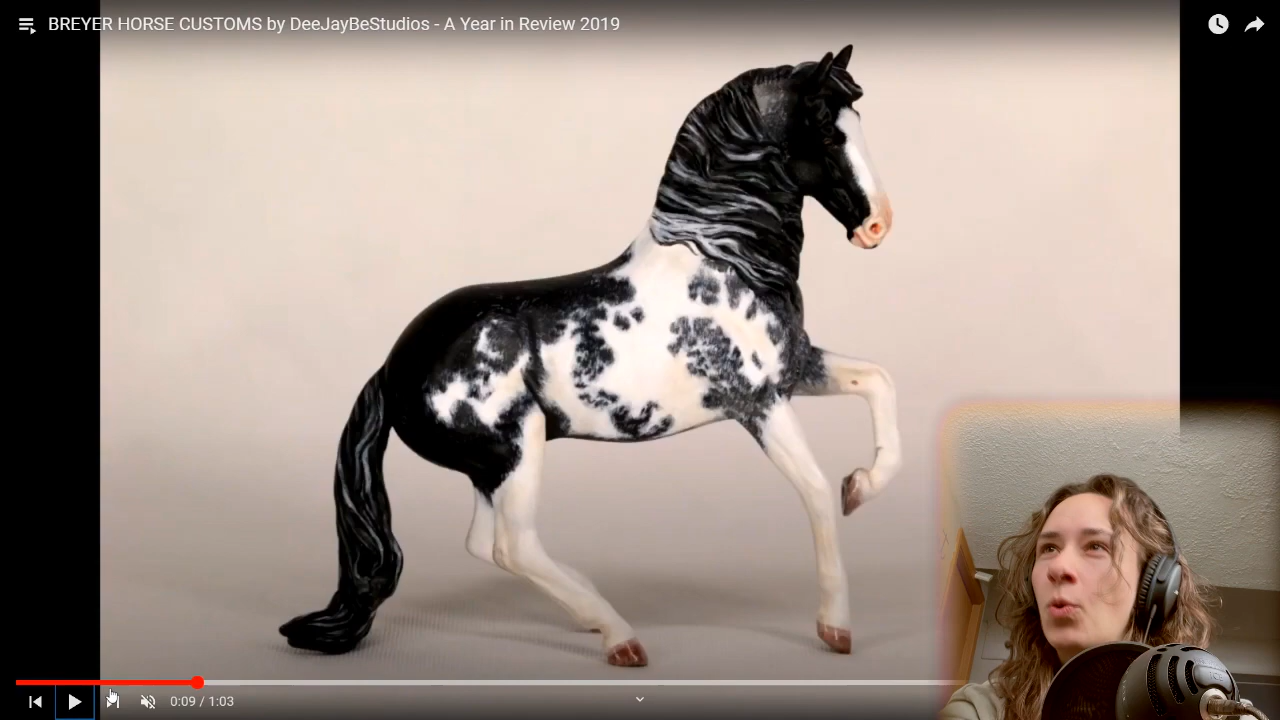 BREYER HORSE CUSTOMS by DeeJayBeStudios - A Year in Review 2019
0:09 / 1:03